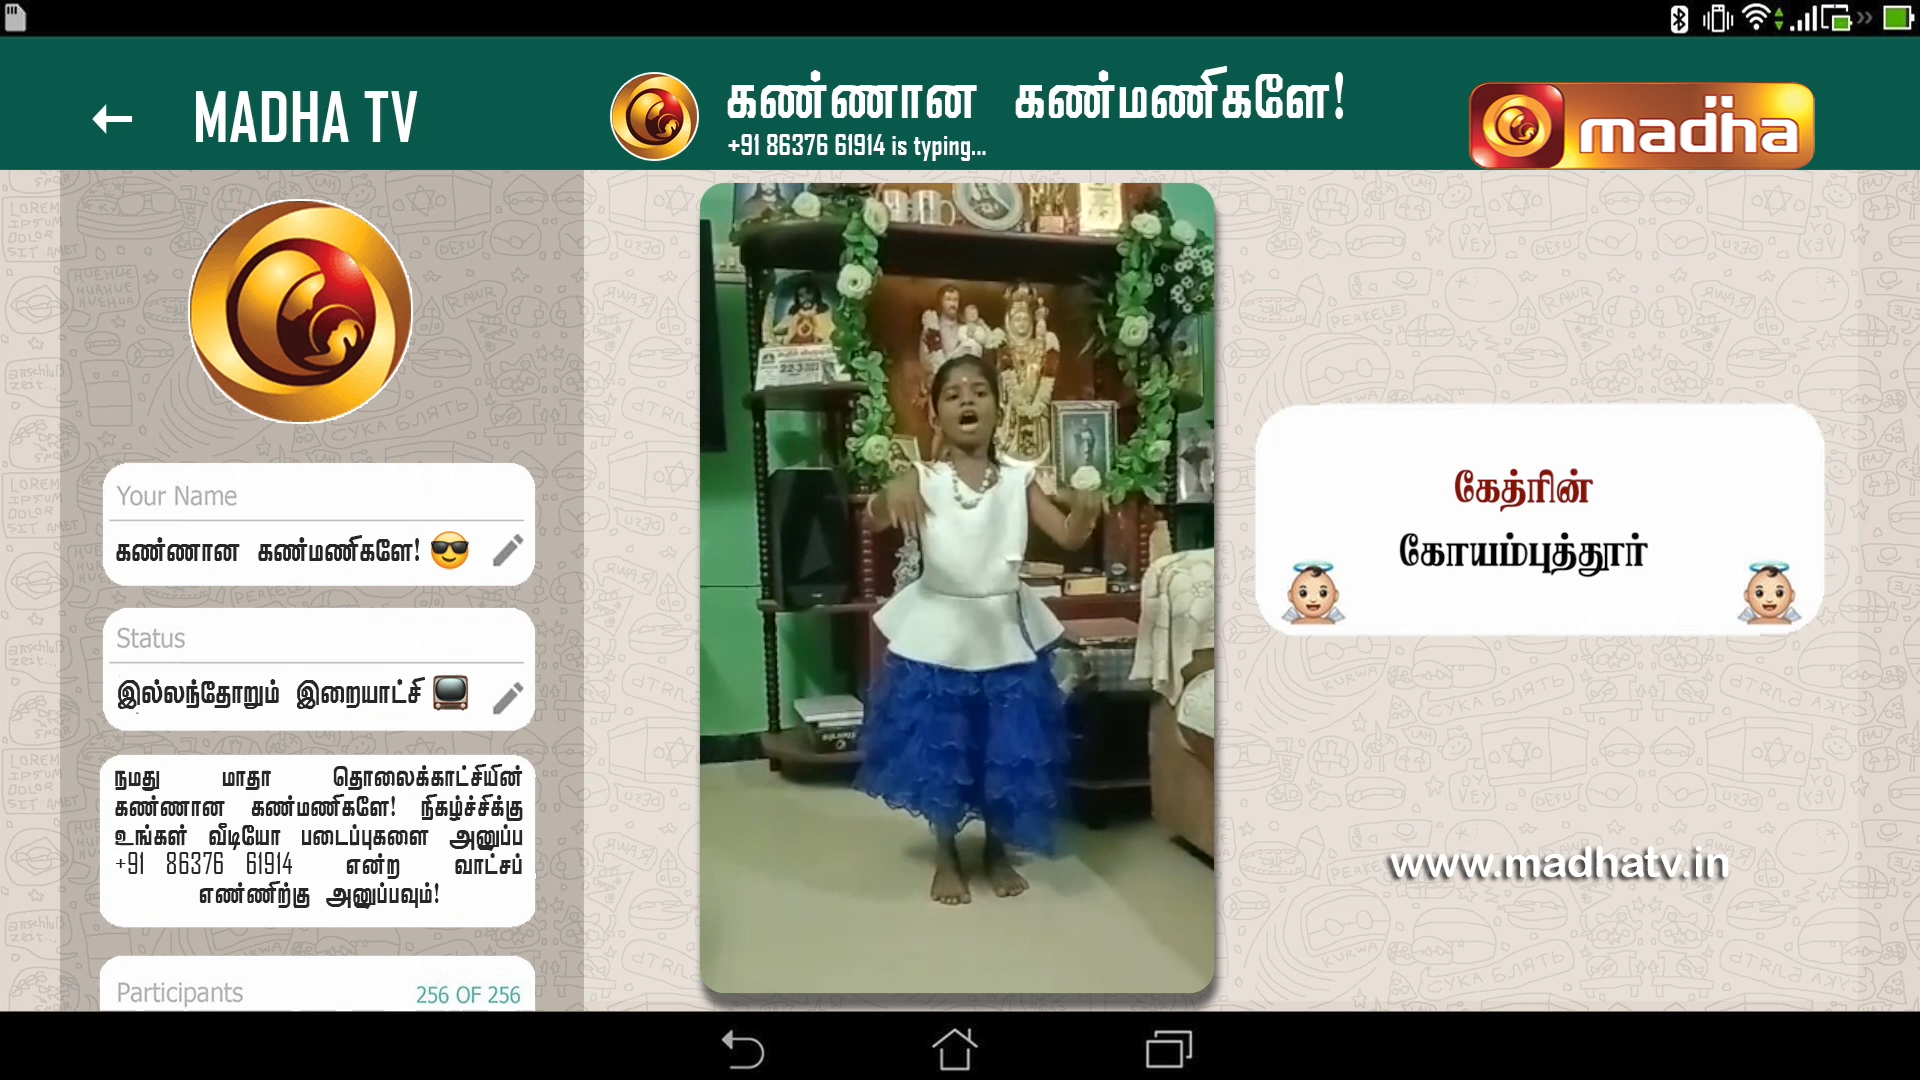 MADHA TV
கண்ணான கண்மணிகளே!
+91 86376 61914 is typing...
madha
Your Name
கண்ணான கண்மணிகளே!
Status
இல்லந்தோறும் இறையாட்சி
நமது மாதா தொலைக்காட்சியின்
கண்ணான கண்மணிகளே! நிகழ்ச்சிக்கு
உங்கள் வீடியோ படைப்புகளை அனுப்ப
+91 86376 61914 என்ற வாட்சப்
எண்ணிற்கு அனுப்பவும்!
Participants
256 OF 256
22-3
கேத்ரின்
கோயம்புத்தூர்
www.madhatv.in